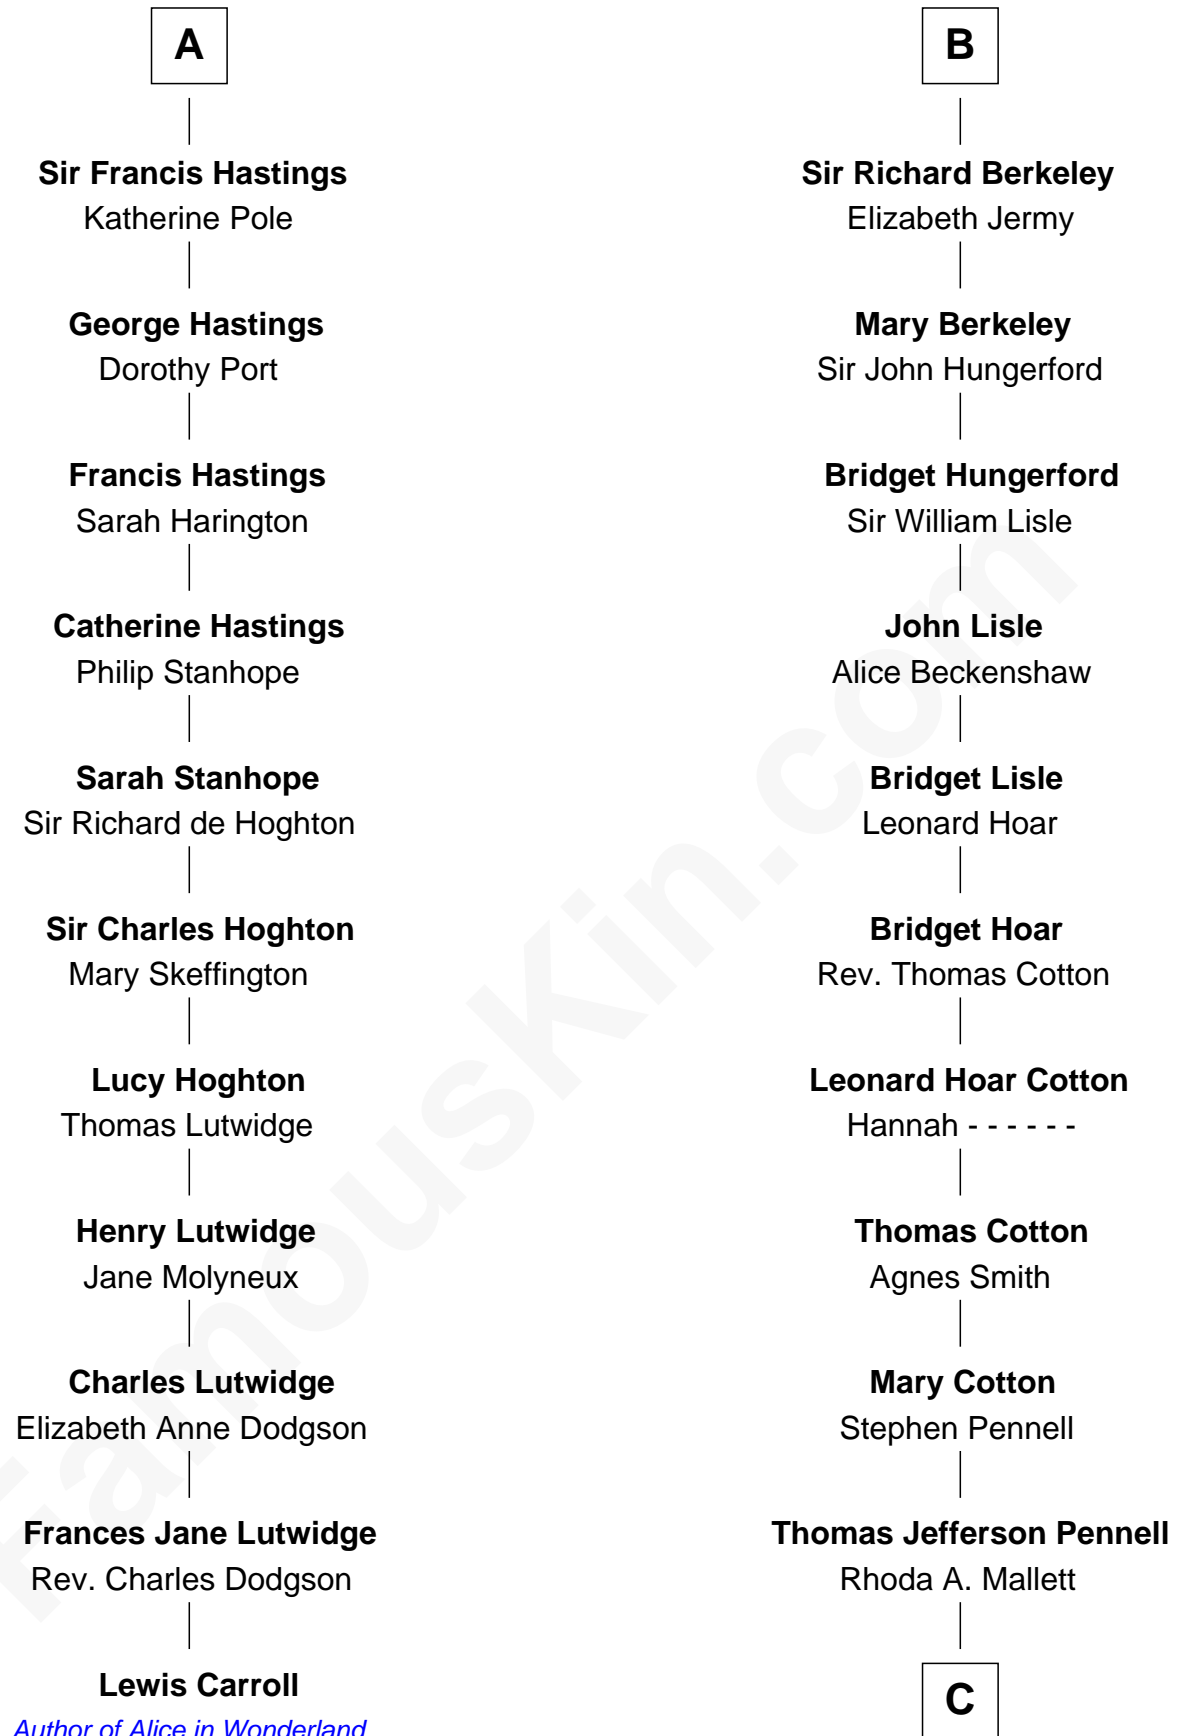 A
Sir Francis Hastings
Katherine Pole
George Hastings
Dorothy Port
Francis Hastings
Sarah Harington
Catherine Hastings
Philip Stanhope
Sarah Stanhope
Sir Richard de Hoghton
Sir Charles Hoghton
Mary Skeffington
Lucy Hoghton
Thomas Lutwidge
Henry Lutwidge
Jane Molyneux
Charles Lutwidge
Elizabeth Anne Dodgson
Frances Jane Lutwidge
Rev. Charles Dodgson
Lewis Carroll
Author of Alice in Wonderland
B
Sir Richard Berkeley
Elizabeth Jermy
Mary Berkeley
Sir John Hungerford
Bridget Hungerford
Sir William Lisle
John Lisle
Alice Beckenshaw
Bridget Lisle
Leonard Hoar
Bridget Hoar
Rev. Thomas Cotton
Leonard Hoar Cotton
Hannah - - - - - -
Thomas Cotton
Agnes Smith
Mary Cotton
Stephen Pennell
Thomas Jefferson Pennell
Rhoda A. Mallett
C
FamousKin.com